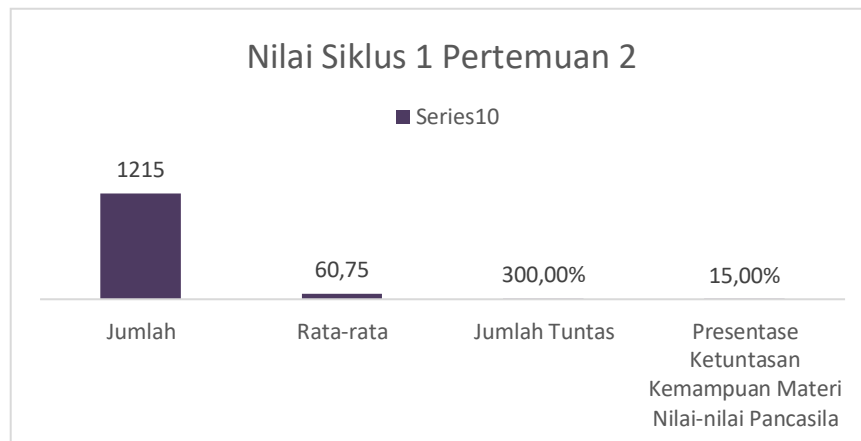 Nilai Siklus 1 Pertemuan 2
Series10
1215
60,75
300,00%
15,00%
Jumlah
Rata-rata
Jumlah Tuntas
Presentase
Ketuntasan
Kemampuan Materi
Nilai-nilai Pancasila